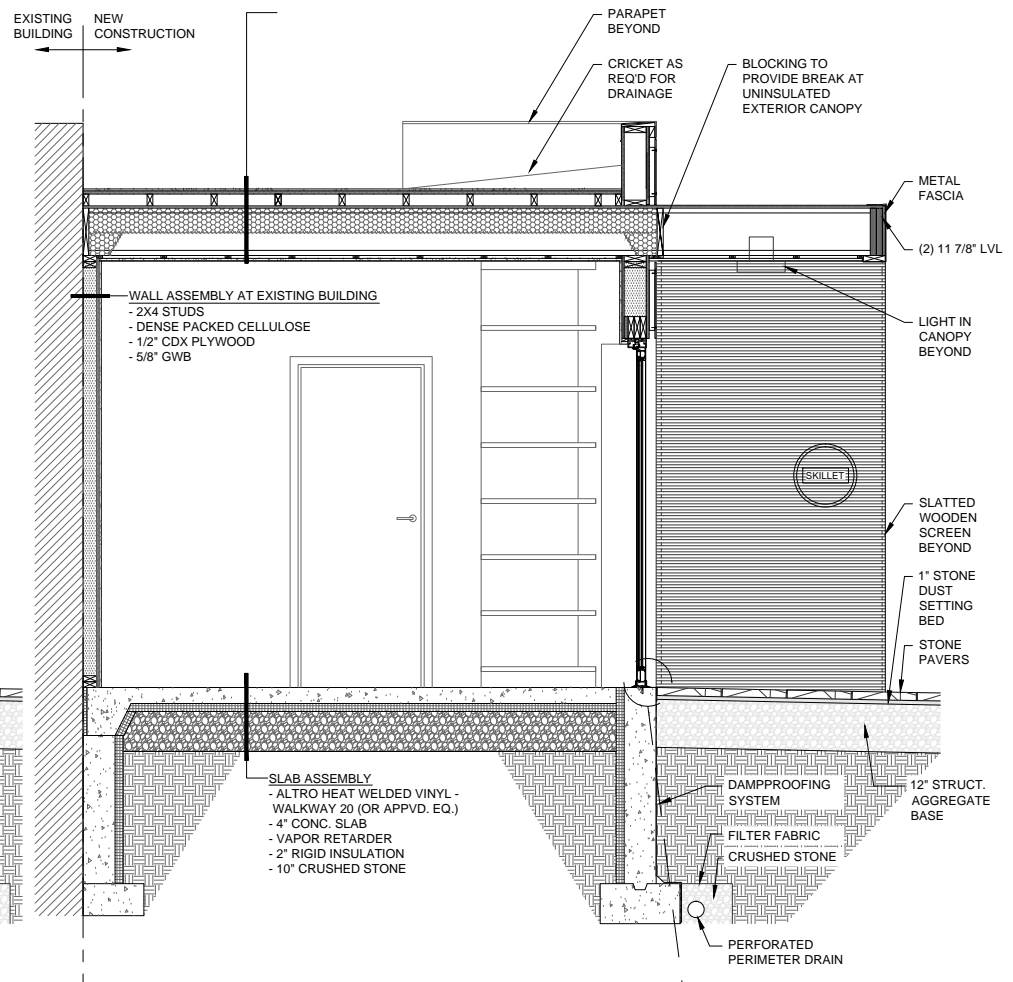 EXISTING
BUILDING
NEW
CONSTRUCTION
PARAPET
BEYOND
CRICKET AS
REQ'D FOR
DRAINAGE
BLOCKING TO
PROVIDE BREAK AT
UNINSULATED
EXTERIOR CANOPY
METAL
FASCIA
(2) 11 7/8" LVL
WALL ASSEMBLY AT EXISTING BUILDING
- 2X4 STUDS
- DENSE PACKED CELLULOSE
- 1/2" CDX PLYWOOD
- 5/8" GWB
LIGHT IN
CANOPY
BEYOND
SKILLET
SLATTED
WOODEN
SCREEN
BEYOND
1" STONE
DUST
SETTING
BED
STONE
PAVERS
SLAB ASSEMBLY
- ALTRO HEAT WELDED VINYL -
WALKWAY 20 (OR APPVD. EQ.)
- 4" CONC. SLAB
- VAPOR RETARDER
- 2" RIGID INSULATION
- 10" CRUSHED STONE
DAMPPROOFING
SYSTEM
12" STRUCT.
AGGREGATE
BASE
FILTER FABRIC
CRUSHED STONE
PERFORATED
PERIMETER DRAIN